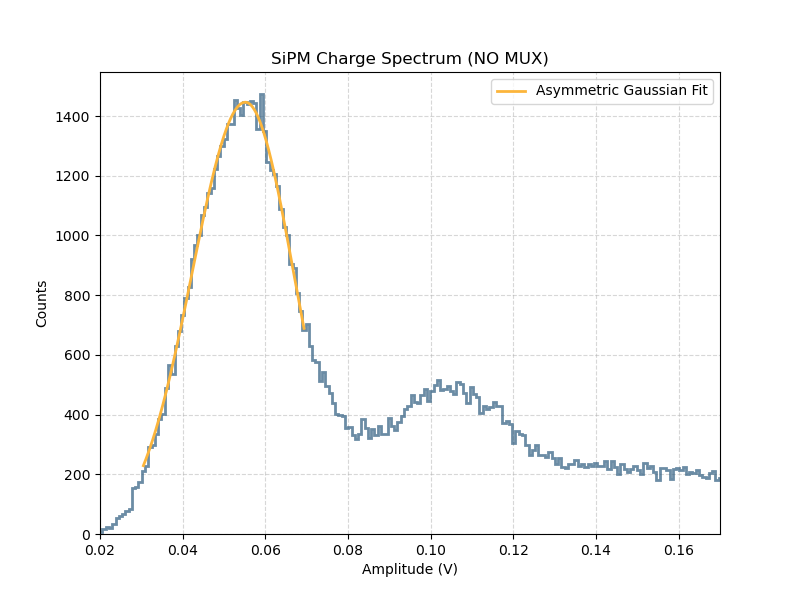 SiPM Charge Spectrum (NO MUX)
Asymmetric Gaussian Fit
1400
1200
1000
800
600
400
200
0
Counts
0.02 0.04 0.06 0.08 0.10 0.12 0.14 0.16
Amplitude (V)